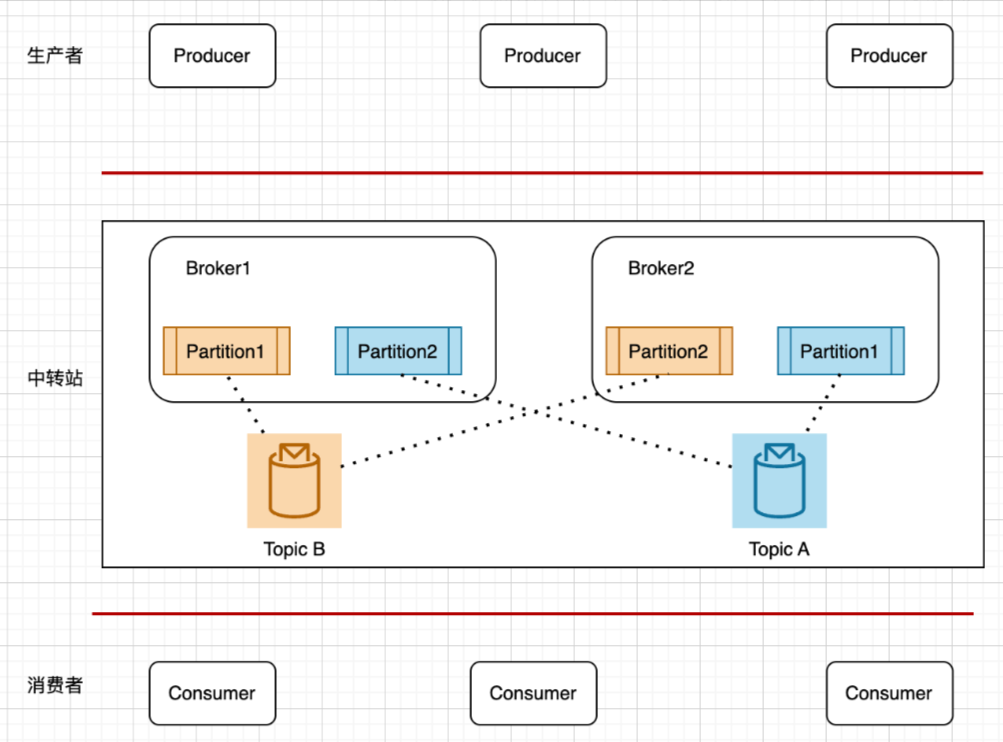 生产者
Producer
Producer
Producer
Broker1
Broker2
Partition1
Partition2
Partition2
Partition1
中转站
Topic B
Topic A
消费者
Consumer
Consumer
Consumer